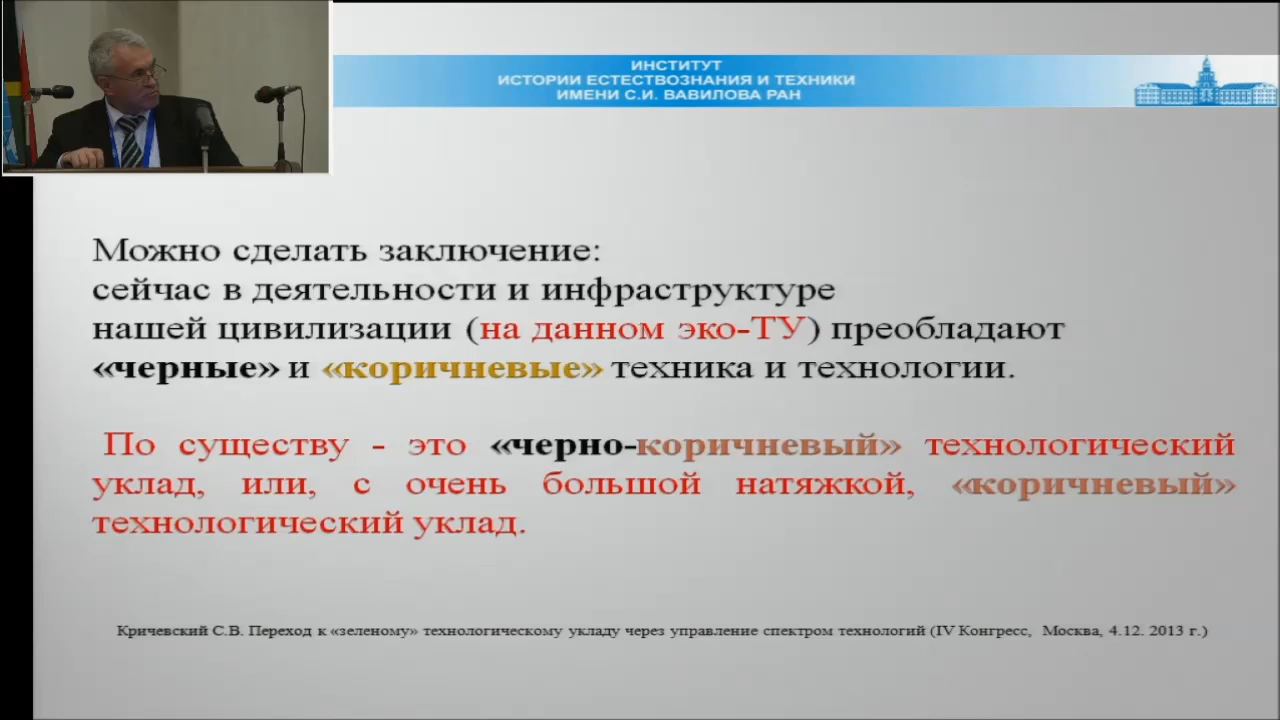 ИНСТИТУТ
ИСТОРИИ ЕСТЕСТВОЗНАНИЯ И ТЕХНИКИ
ИМЕНИ С.И. ВАВИЛОВА РАН
Можно сделать заключение:
сейчас в деятельности и инфраструктуре
нашей цивилизации (на данном эко-ТУ) преобладают
«черные» и «коричневые» техника и технологии.
По существу - это «черно-коричневый» технологический
уклад, или, с очень большой натяжкой, «коричневый»
технологический уклад.
Кричевский С.В. Переход к «зеленому» технологическому укладу через управление спектром технологий (IV Конгресс, Москва, 4.12. 2013 г.)